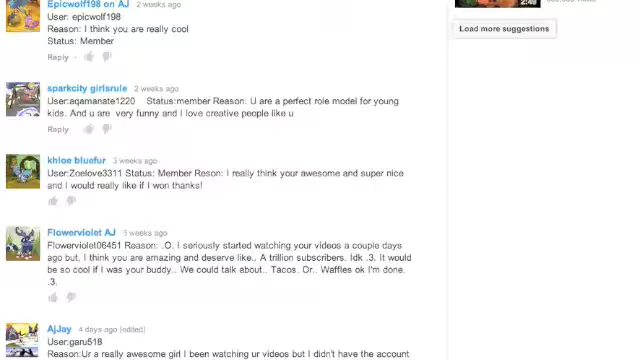 Epicwolf198 on AJ 2 weeks ago
User: epicwolf198
Reason: I think you are really cool
Status: Member
Reply
sparkcity girlsrule 2 weeks ago
User:aqamanate1220 Status:member Reason: U are a perfect role model for young
kids. And u are very funny and I love creative people like u
Reply
khloe bluefur 3 weeks ago
User:Zoelove3311 Status: Member Reson: I really think your awesome and super nice
and I would really like if I won thanks!
Flowerviolet AJ 3 weeks ago
Flowerviolet06451 Reason: .O. I seriously started watching your videos a couple days
ago but, I think you are amazing and deserve like.. A trillion subscribers. Idk .3. It would
be so cool if I was your buddy.. We could talk about.. Tacos. Or.. Waffles ok I'm done.
.3.
AjJay 4 days ago (edited)
User:garu518
Reason:Ur a really awesome girl I been watching ur videos but I didn't have the account
2:49
Load more suggestions